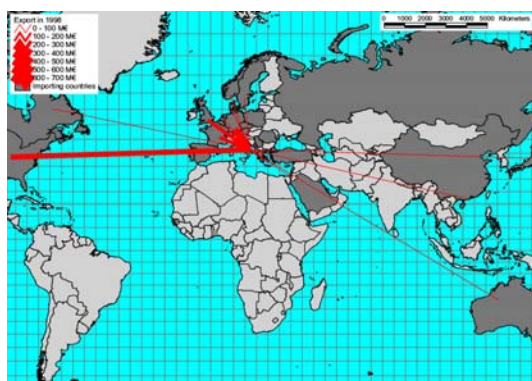 Export in 1998
0 - 100 M€
100 - 200 M€
200 - 300 M€
300 - 400 M€
400 - 500 M€
500 - 600 M€
600 - 700 M€
Importing countries
0 1000 2000 3000 4000 5000 Kilometers